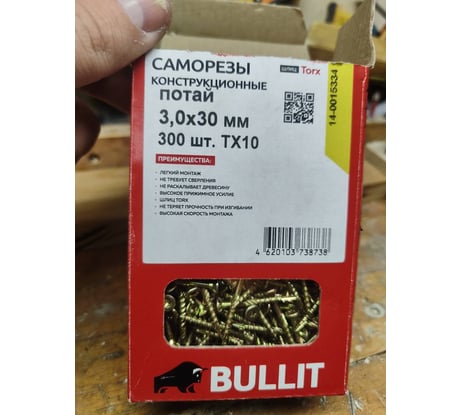 САМОРЕЗЫ
КОНСТРУКЦИОННЫЕ
потай
3,0х30 мм
300 шт. TX10
шлиц Torx
14-0015334
ПРЕИМУЩЕСТВА:
- ЛЕГКИЙ МОНТАЖ
- НЕ ТРЕБУЕТ СВЕРЛЕНИЯ
- НЕ РАСКАЛЫВАЕТ ДРЕВЕСИНУ
- ВЫСОКОЕ ПРИЖИМНОЕ УСИЛИЕ
- ШЛИЦ TORX
- НЕ ТЕРЯЕТ ПРОЧНОСТЬ ПРИ ИЗГИБАНИИ
- ВЫСОКАЯ СКОРОСТЬ МОНТАЖА
4 620103 738738
BULLIT